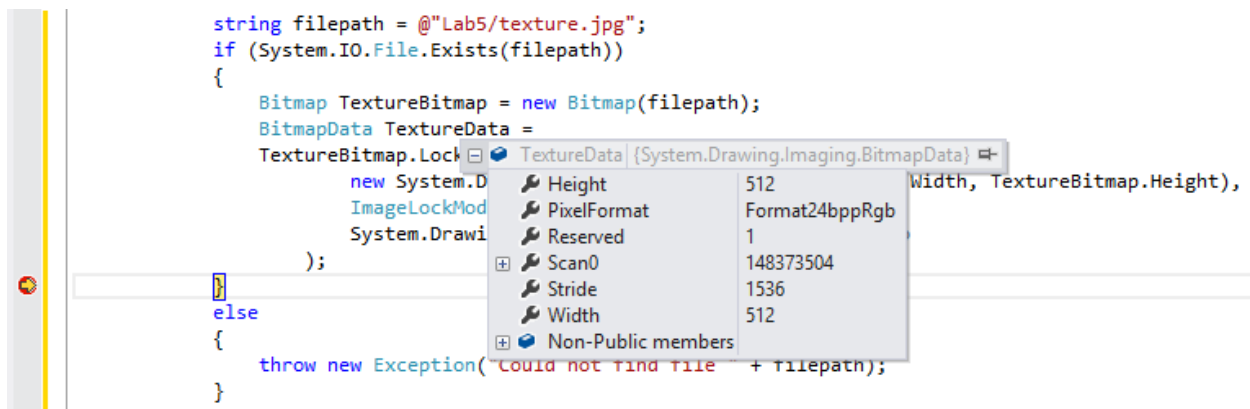 string filepath = @"Lab5/texture.jpg";
if (System.IO.File.Exists(filepath))
{
Bitmap TextureBitmap = new Bitmap(filepath);
BitmapData TextureData =
TextureBitmap.Lock TextureData {System.Drawing.Imaging.BitmapData}
new System.D Height 512 Width, TextureBitmap.Height),
ImageLockMod PixelFormat Format24bppRgb
System.Drawi Reserved 1
); Scan0 148373504
} Stride 1536
else Width 512
{ Non-Public members
throw new Exception("Could not find file " + filepath);
}